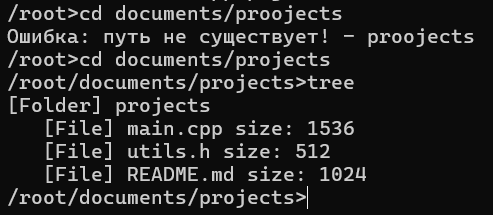 /root>cd documents/proojects
Ошибка: путь не существует! - proojects
/root>cd documents/projects
/root/documents/projects>tree
[Folder] projects
   [File] main.cpp size: 1536
   [File] utils.h size: 512
   [File] README.md size: 1024
/root/documents/projects>